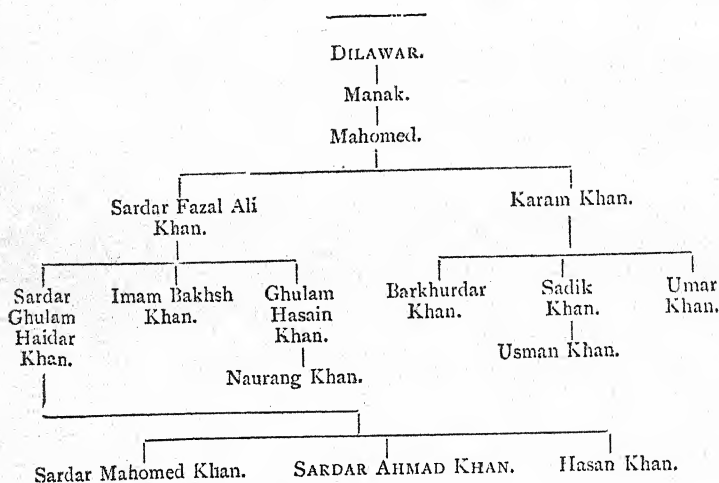 DILAWAR.
Manak.
Mahomed.
Sardar Fazal Ali
Khan.
Karam Khan.
Sardar
Ghulam
Haidar
Khan.
Imam Bakhsh
Khan.
Ghulam
Hasain
Khan.
Barkhurdar
Khan.
Sadik
Khan.
Umar
Khan.
Naurang Khan.
Usman Khan.
Sardar Mahomed Khan.
SARDAR AHMAD KHAN.
Hasan Khan.